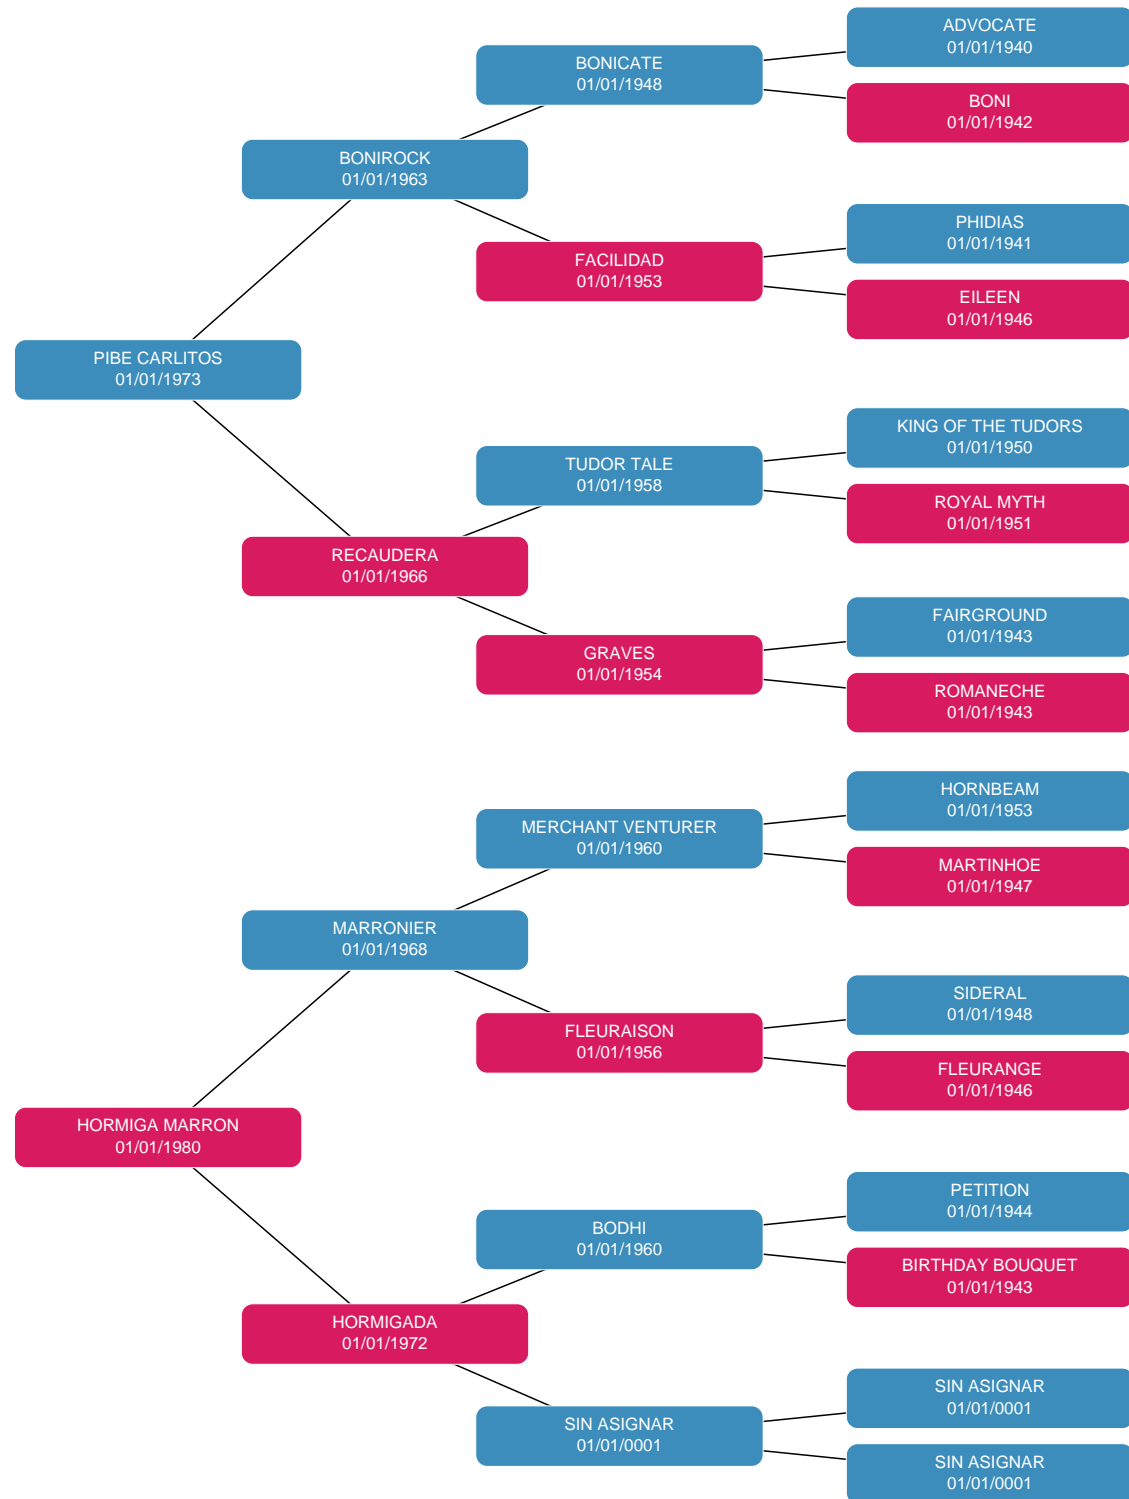 ADVOCATE
01/01/1940
BONICATE
01/01/1948
BONI
01/01/1942
BONIROCK
01/01/1963
PHIDIAS
01/01/1941
FACILIDAD
01/01/1953
EILEEN
01/01/1946
PIBE CARLITOS
01/01/1973
KING OF THE TUDORS
01/01/1950
TUDOR TALE
01/01/1958
ROYAL MYTH
01/01/1951
RECAUDERA
01/01/1966
FAIRGROUND
01/01/1943
GRAVES
01/01/1954
ROMANECHE
01/01/1943
HORNBEAM
01/01/1953
MERCHANT VENTURER
01/01/1960
MARTINHOE
01/01/1947
MARRONIER
01/01/1968
SIDERAL
01/01/1948
FLEURAISON
01/01/1956
FLEURANGE
01/01/1946
HORMIGA MARRON
01/01/1980
PETITION
01/01/1944
BODHI
01/01/1960
BIRTHDAY BOUQUET
01/01/1943
HORMIGADA
01/01/1972
SIN ASIGNAR
01/01/0001
SIN ASIGNAR
01/01/0001
SIN ASIGNAR
01/01/0001